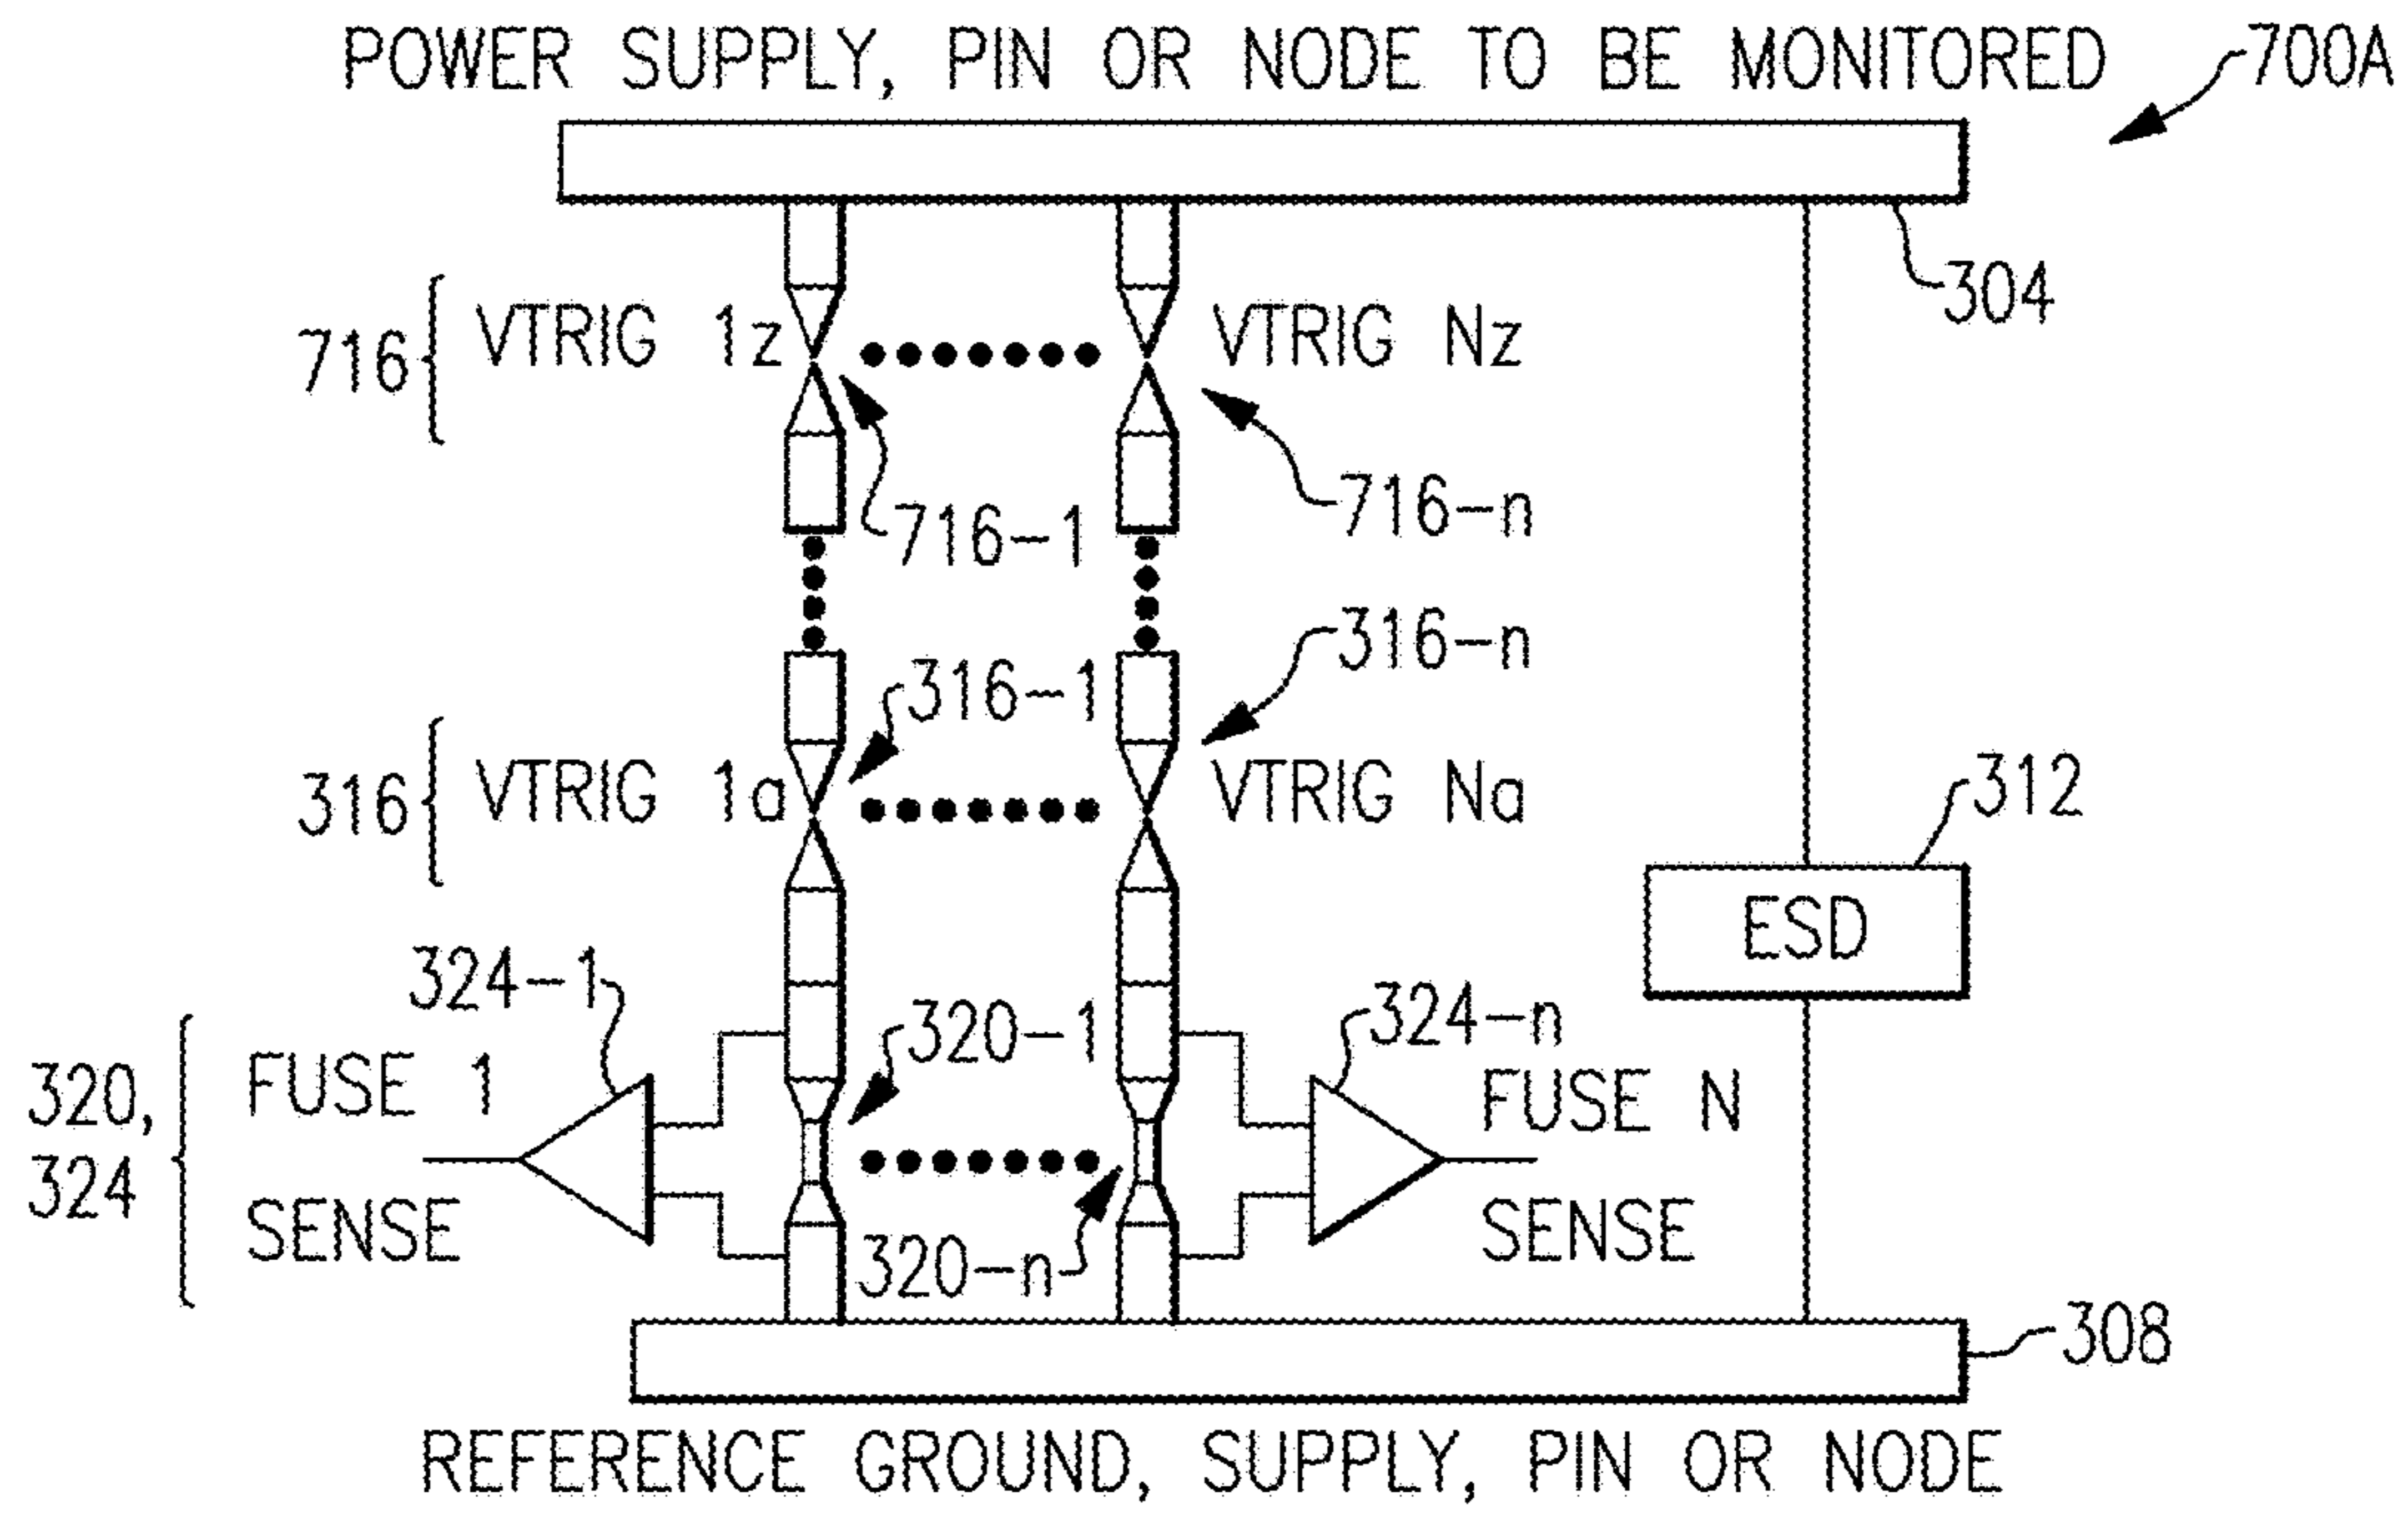 POWER SUPPLY, PIN OR NODE TO BE MONITORED
700A
304
716
VTRIG 1z
VTRIG Nz
716-1
716-n
316-1
316-n
316
VTRIG 1a
VTRIG Na
312
ESD
324-1
320-1
324-n
320,
324
FUSE 1
SENSE
FUSE N
SENSE
320-n
308
REFERENCE GROUND, SUPPLY, PIN OR NODE